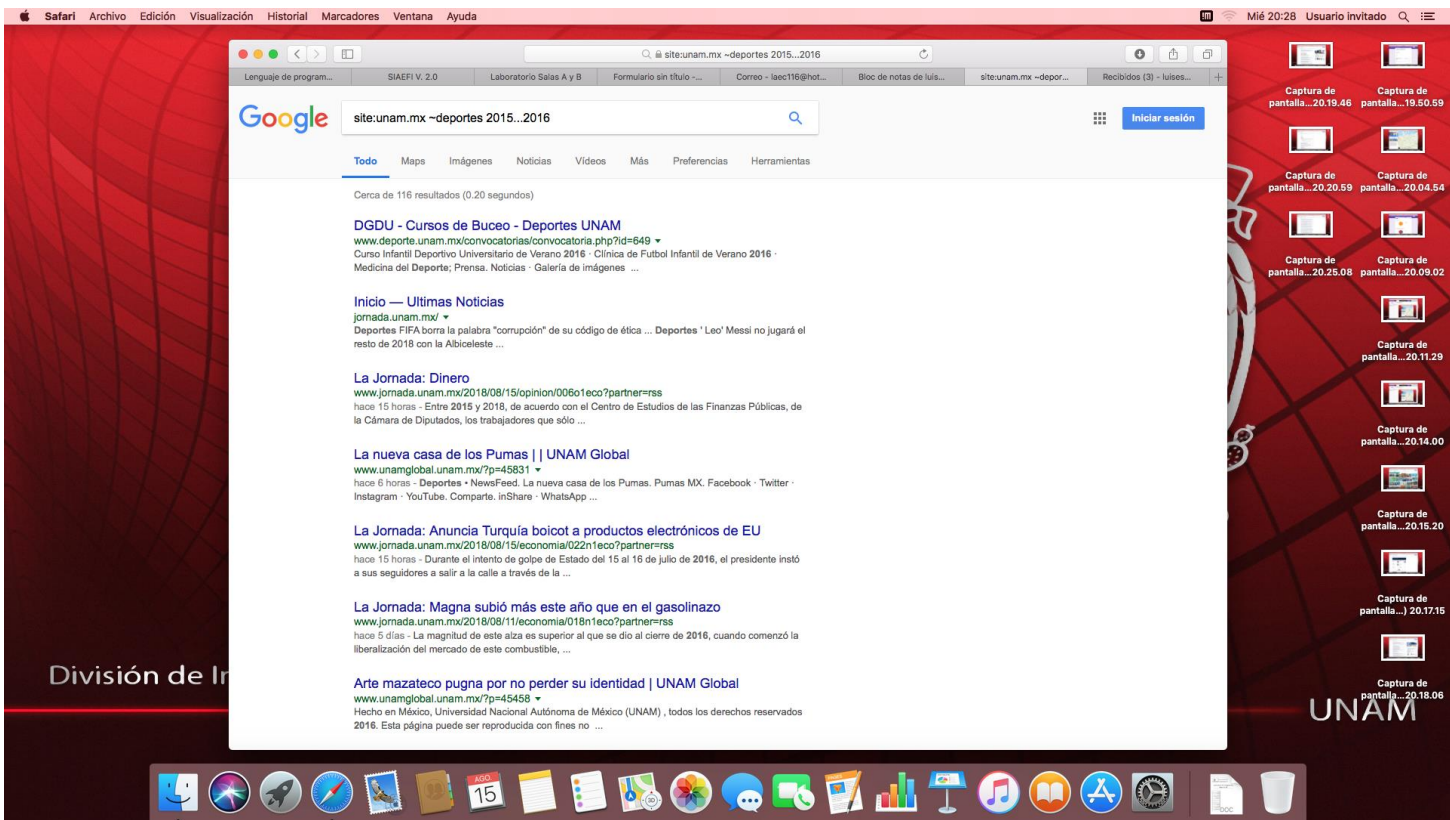 Safari Archivo Edición Visualización Historial Marcadores Ventana Ayuda
Mié 20:28 Usuario invitado
site:unam.mx ~deportes 2015...2016
Lenguaje de program...
SIAEFI V. 2.0
Laboratorio Salas A y B
Formulario sin título -...
Correo - laec116@hot...
Bloc de notas de luis...
site:unam.mx ~depor...
Recibidos (3) - luises...
Google
site:unam.mx ~deportes 2015...2016
Iniciar sesión
Todo Maps Imágenes Noticias Vídeos Más Preferencias Herramientas
Cerca de 116 resultados (0.20 segundos)
DGDU - Cursos de Buceo - Deportes UNAM
www.deporte.unam.mx/convocatorias/convocatoria.php?id=649
Curso Infantil Deportivo Universitario de Verano 2016 · Clínica de Futbol Infantil de Verano 2016 ·
Medicina del Deporte; Prensa. Noticias · Galería de imágenes ...
Inicio — Ultimas Noticias
jornada.unam.mx/
Deportes FIFA borra la palabra "corrupción" de su código de ética ... Deportes ' Leo' Messi no jugará el
resto de 2018 con la Albiceleste ...
La Jornada: Dinero
www.jornada.unam.mx/2018/08/15/opinion/006o1eco?partner=rss
hace 15 horas - Entre 2015 y 2018, de acuerdo con el Centro de Estudios de las Finanzas Públicas, de
la Cámara de Diputados, los trabajadores que sólo ...
La nueva casa de los Pumas | | UNAM Global
www.unamglobal.unam.mx/?p=45831
hace 6 horas - Deportes • NewsFeed. La nueva casa de los Pumas. Pumas MX. Facebook · Twitter ·
Instagram · YouTube. Comparte. inShare · WhatsApp ...
La Jornada: Anuncia Turquía boicot a productos electrónicos de EU
www.jornada.unam.mx/2018/08/15/economia/022n1eco?partner=rss
hace 15 horas - Durante el intento de golpe de Estado del 15 al 16 de julio de 2016, el presidente instó
a sus seguidores a salir a la calle a través de la ...
La Jornada: Magna subió más este año que en el gasolinazo
www.jornada.unam.mx/2018/08/11/economia/018n1eco?partner=rss
hace 5 días - La magnitud de este alza es superior al que se dio al cierre de 2016, cuando comenzó la
liberalización del mercado de este combustible, ...
Arte mazateco pugna por no perder su identidad | UNAM Global
www.unamglobal.unam.mx/?p=45458
Hecho en México, Universidad Nacional Autónoma de México (UNAM) , todos los derechos reservados
2016. Esta página puede ser reproducida con fines no ...
Captura de
pantalla...20.19.46
Captura de
pantalla...19.50.59
Captura de
pantalla...20.20.59
Captura de
pantalla...20.04.54
Captura de
pantalla...20.25.08
Captura de
pantalla...20.09.02
Captura de
pantalla...20.11.29
Captura de
pantalla...20.14.00
Captura de
pantalla...20.15.20
Captura de
pantalla...) 20.17.15
Captura de
pantalla...20.18.06
División de In
UNAM
AGO.
15
3D
DOC